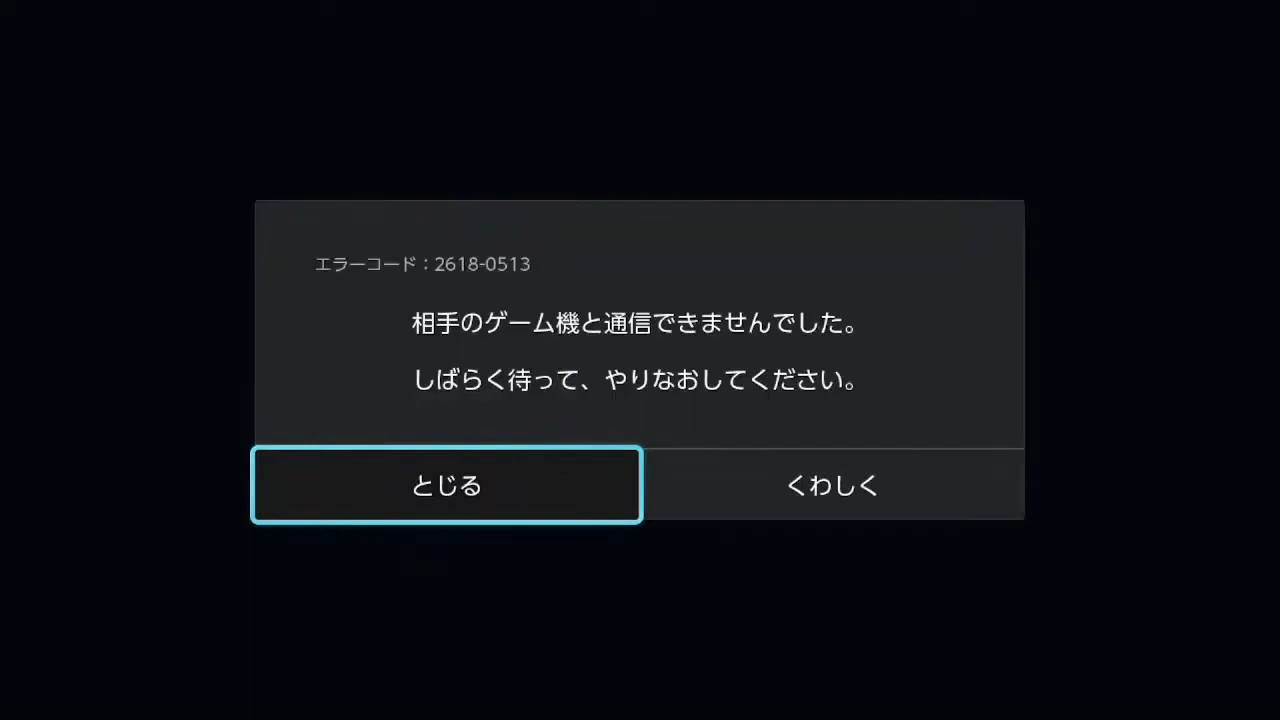 エラーコード：2618-0513
相手のゲーム機と通信できませんでした。
しばらく待って、やりなおしてください。
とじる
くわしく